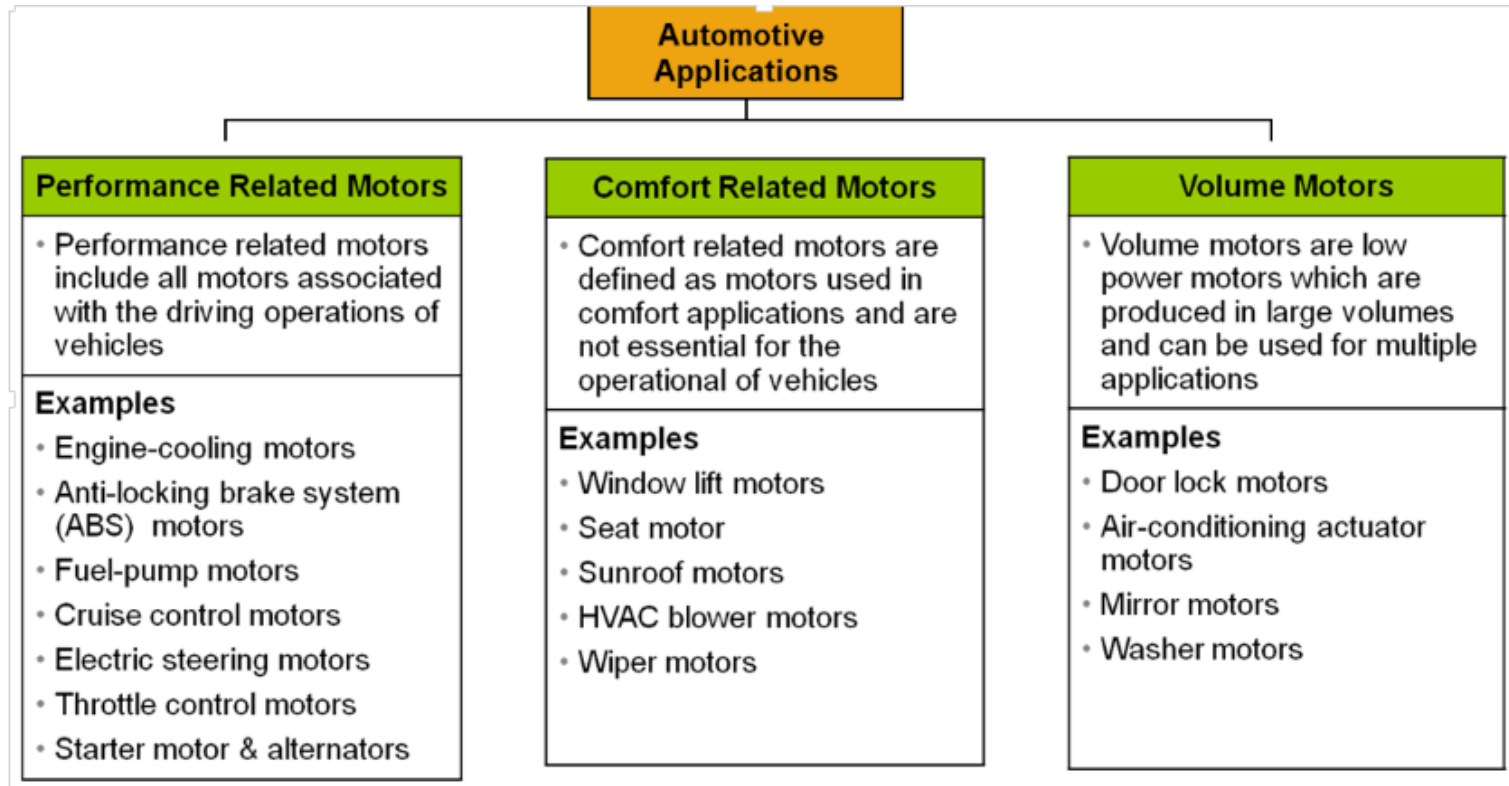 Automotive
Applications
Performance Related Motors
• Performance related motors
include all motors associated
with the driving operations of
vehicles
Examples
• Engine-cooling motors
• Anti-locking brake system
(ABS) motors
• Fuel-pump motors
• Cruise control motors
• Electric steering motors
• Throttle control motors
• Starter motor & alternators
Comfort Related Motors
• Comfort related motors are
defined as motors used in
comfort applications and are
not essential for the
operational of vehicles
Examples
• Window lift motors
• Seat motor
• Sunroof motors
• HVAC blower motors
• Wiper motors
Volume Motors
• Volume motors are low
power motors which are
produced in large volumes
and can be used for multiple
applications
Examples
• Door lock motors
• Air-conditioning actuator
motors
• Mirror motors
• Washer motors